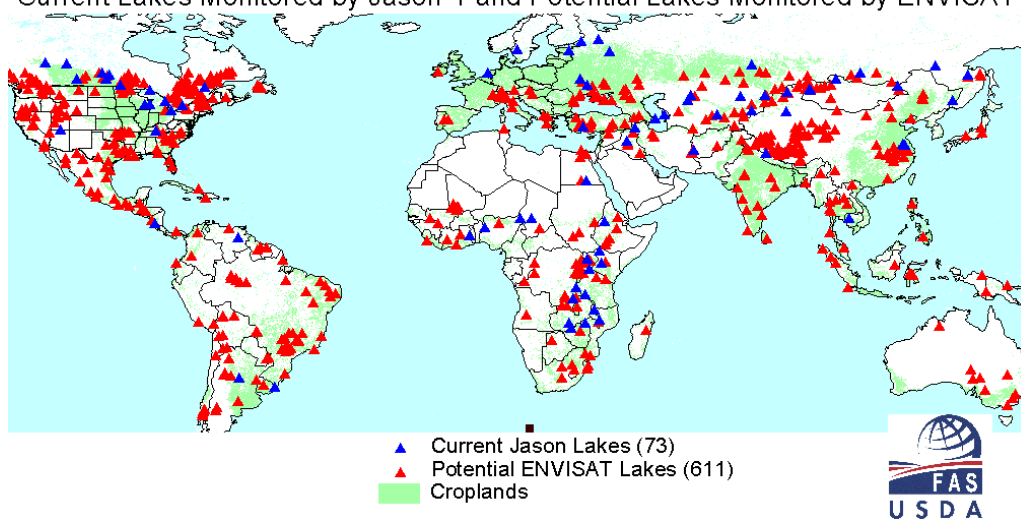 Current Lakes Monitored by Jason-1 and Potential Lakes Monitored by ENVISAT
Current Jason Lakes (73)
Potential ENVISAT Lakes (611)
Croplands
FAS
USDA